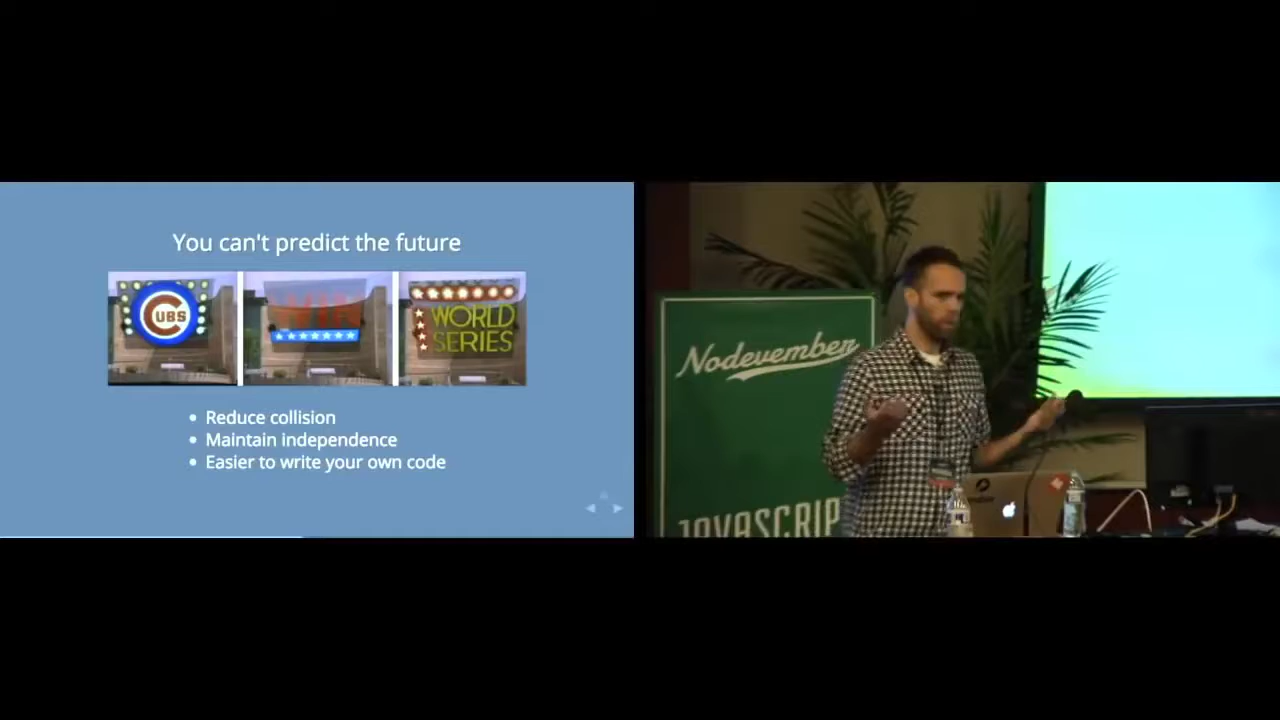 You can't predict the future
CUBS
WIN
WORLD
SERIES
Reduce collision
Maintain independence
Easier to write your own code
Nodevember
JAVASCRIP